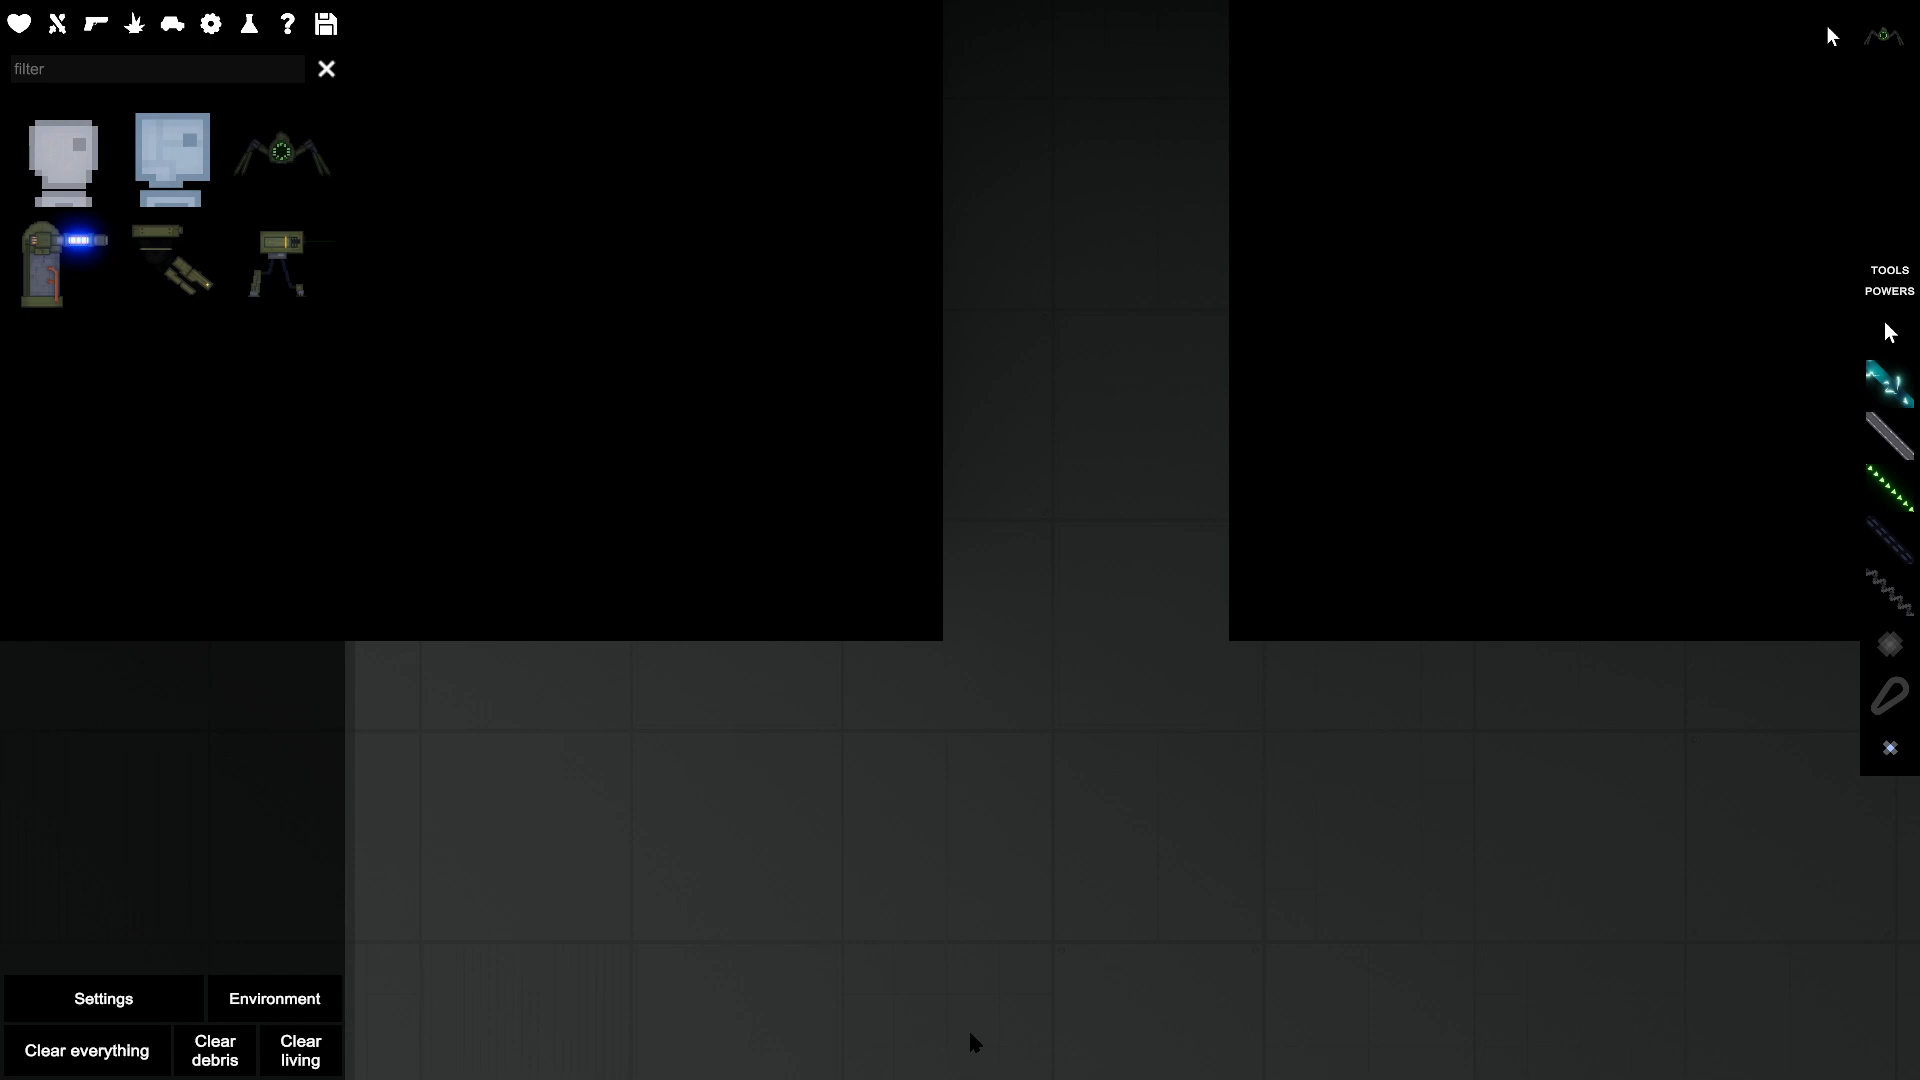 filter
TOOLS
POWERS
Settings
Environment
Clear everything
Clear
debris
Clear
living